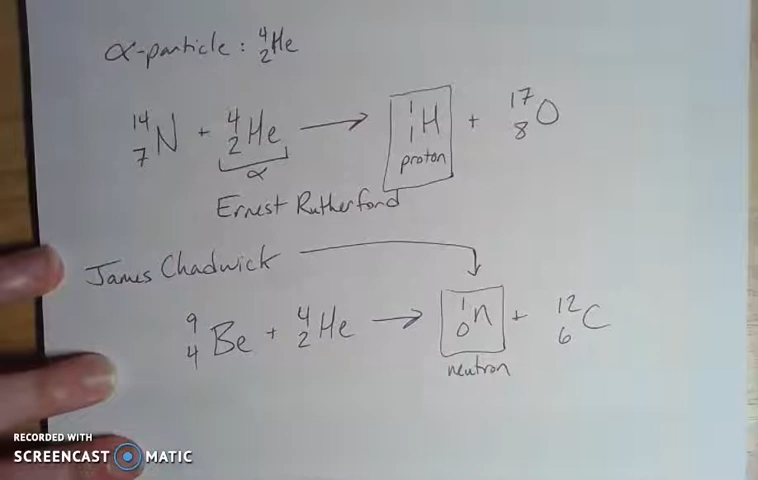 α-particle : ⁴₂He
¹⁴₇N + ⁴₂He → ¹₁H + ¹⁷₈O
α
proton
Ernest Rutherford
James Chadwick
⁹₄Be + ⁴₂He → ¹₀n + ¹²₆C
neutron
RECORDED WITH
SCREENCAST MATIC